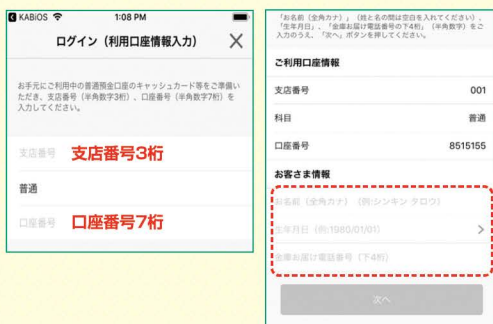 KABIOS
1:08 PM
ログイン（利用口座情報入力）
お手元にご利用中の普通預金口座のキャッシュカード等をご準備い
ただき、支店番号（半角数字3桁）、口座番号（半角数字7桁）を
入力してください。
支店番号 支店番号3桁
普通
口座番号 口座番号7桁
「お名前（全角カナ）」（姓と名の間は空白を入れてください）、
「生年月日」、「金庫お届け電話番号の下4桁」（半角数字）をご
入力のうえ、「次へ」ボタンを押してください。
ご利用口座情報
支店番号 001
科目 普通
口座番号 8515155
お客さま情報
お名前（全角カナ）（例:シンキン タロウ）
生年月日（例:1980/01/01）
金庫お届け電話番号（下4桁）
次へ